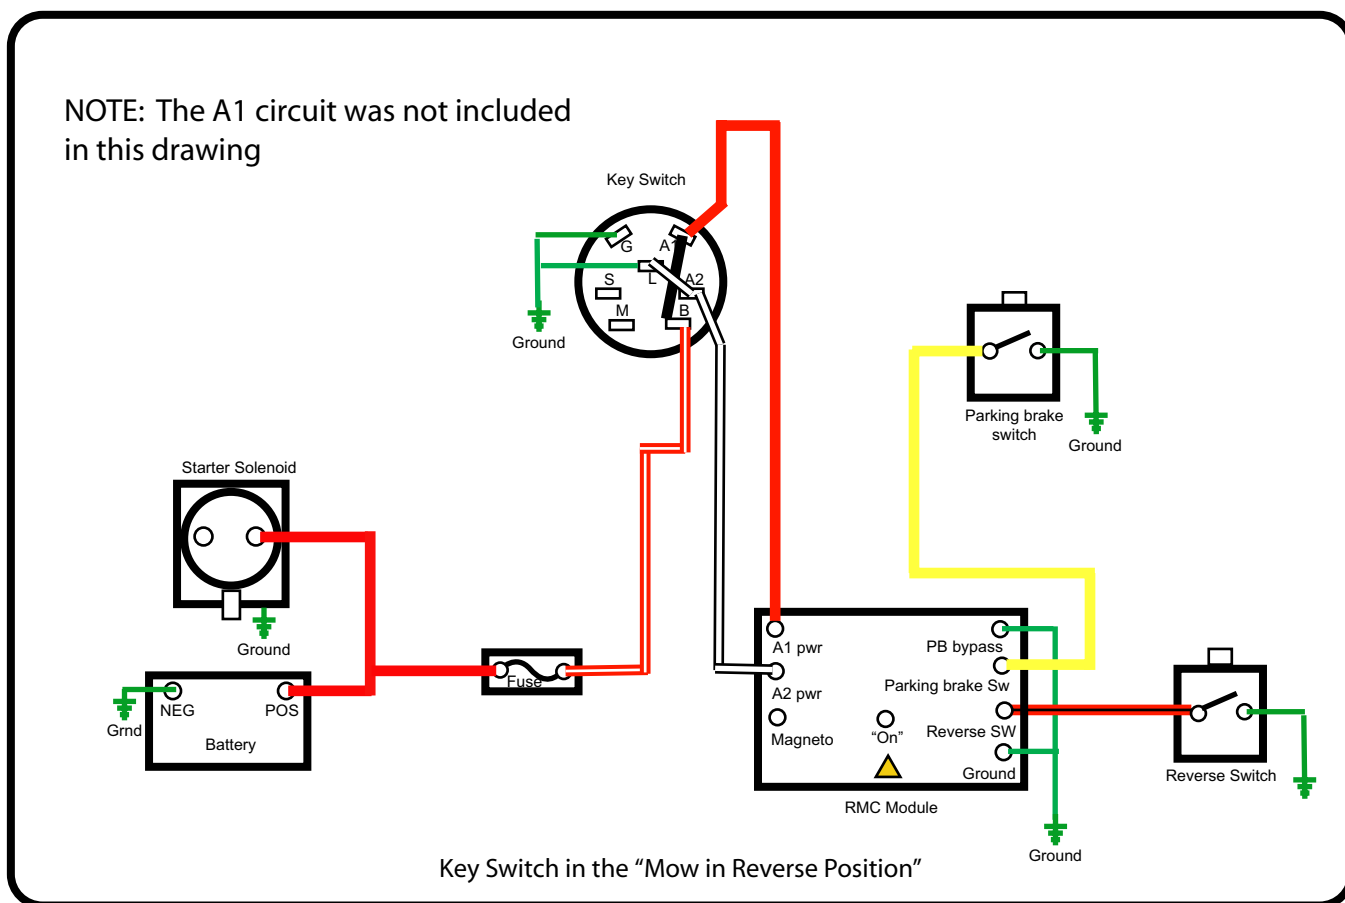 NOTE:  The A1 circuit was not included
in this drawing
Key Switch
G
A1
L
S
A2
M
B
Ground
Parking brake
switch
Ground
Starter Solenoid
Ground
NEG
POS
Grnd
Battery
Fuse
A1 pwr
PB bypass
Parking brake Sw
A2 pwr
Magneto
“On”
Reverse SW
Ground
RMC Module
Reverse Switch
Ground
Key Switch in the “Mow in Reverse Position”